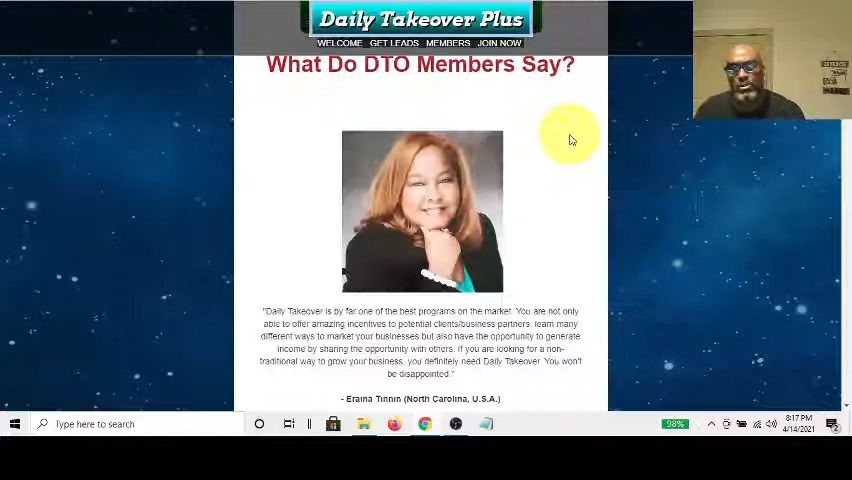 Daily Takeover Plus
WELCOME GET LEADS MEMBERS JOIN NOW
What Do DTO Members Say?
"Daily Takeover is by far one of the best programs on the market. You are not only
able to offer amazing incentives to potential clients/business partners, learn many
different ways to market your businesses but also have the opportunity to generate
income by sharing the opportunity with others. If you are looking for a non-
traditional way to grow your business, you definitely need Daily Takeover. You won't
be disappointed."
- Eraina Tinnin (North Carolina, U.S.A.)
Type here to search
98%
8:17 PM
4/14/2021
2